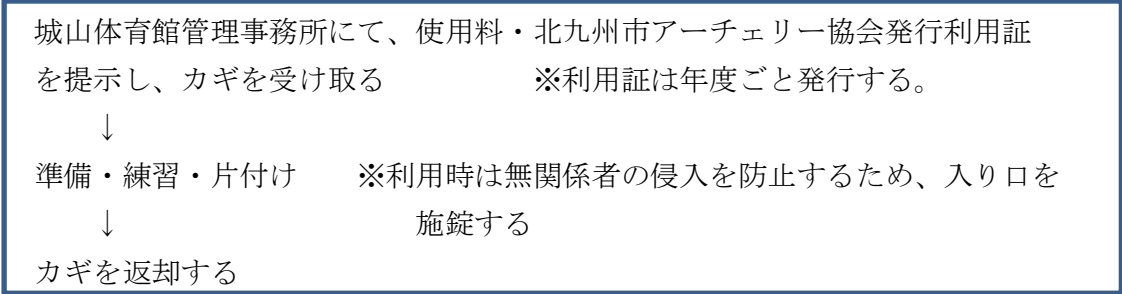 城山体育館管理事務所にて、使用料・北九州市アーチェリー協会発行利用証
を提示し、カギを受け取る　　　　　※利用証は年度ごと発行する。
↓
準備・練習・片付け　　※利用時は無関係者の侵入を防止するため、入り口を
↓　　　　　　　　　　　施錠する
カギを返却する